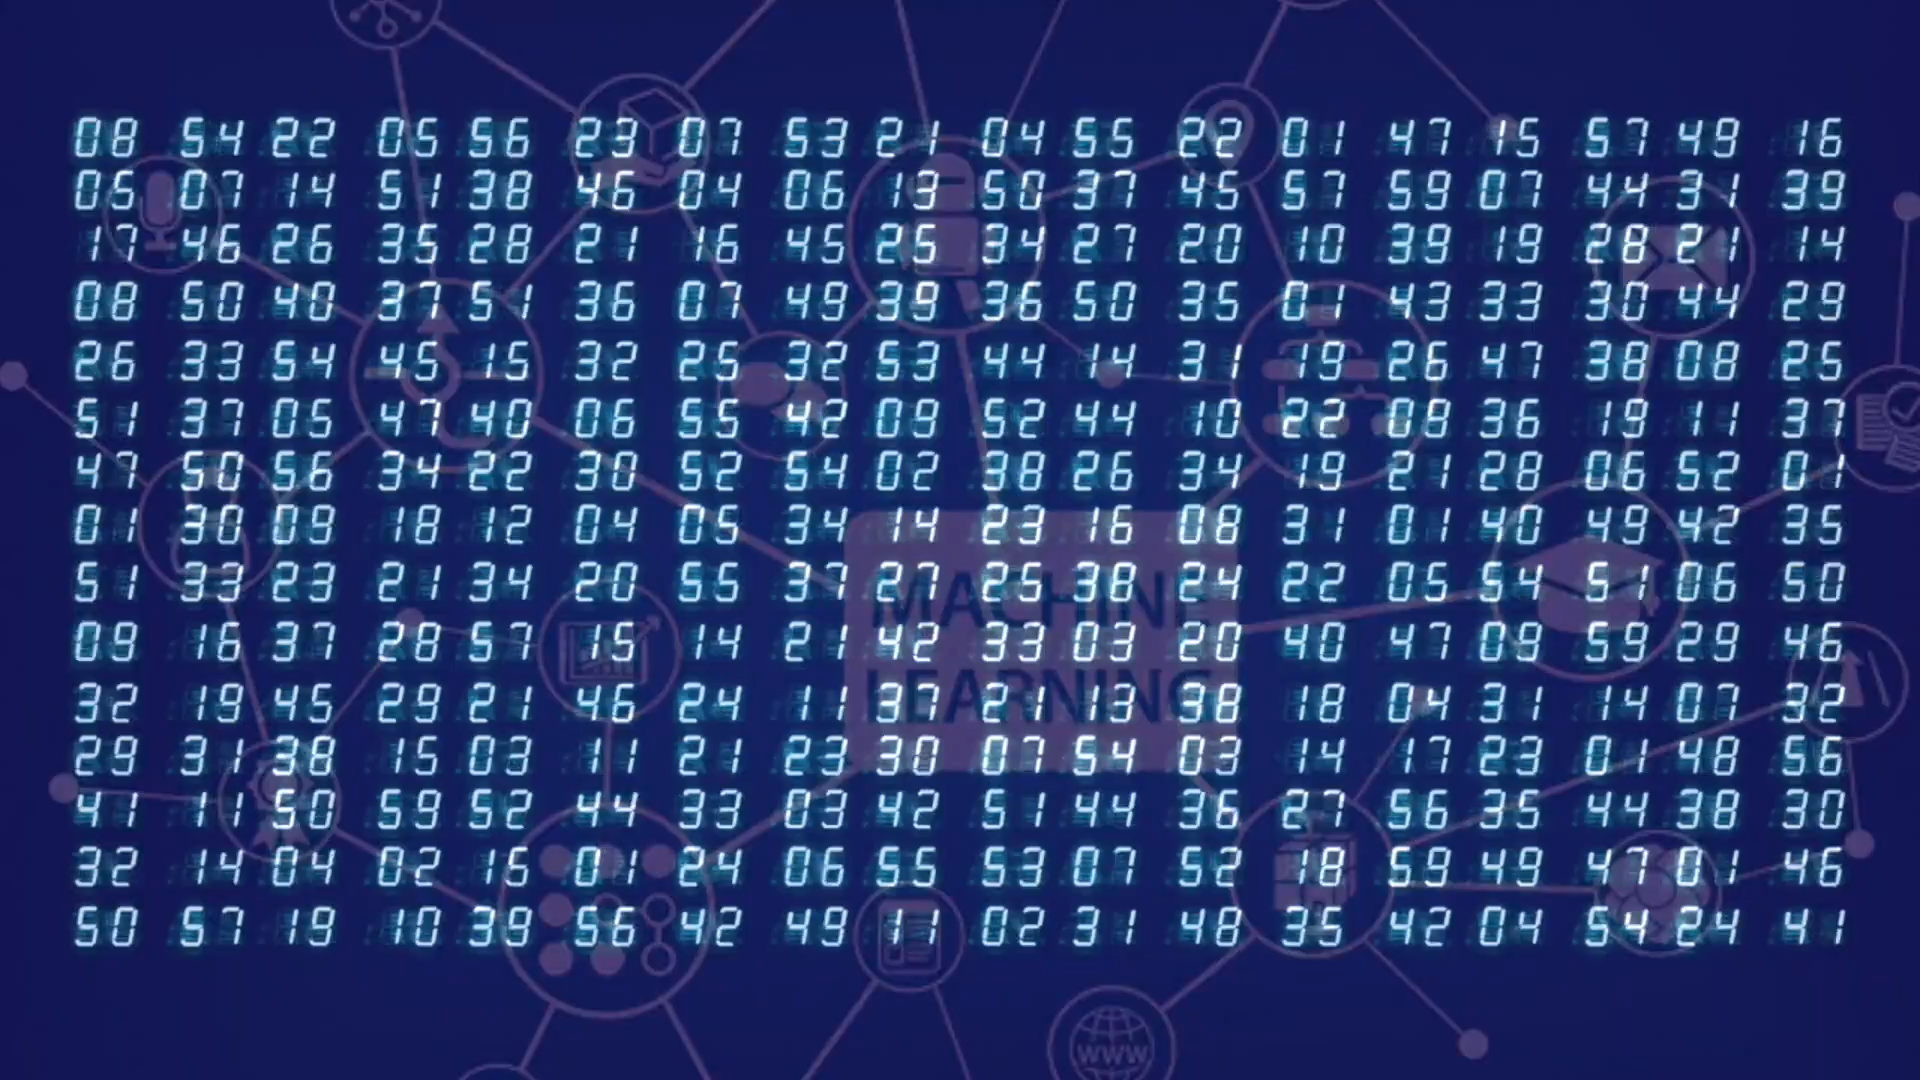 08 54 22 05 56 23 07 53 21 04 55 22 01 47 15 57 49 16
05 07 14 51 38 46 04 06 13 50 37 45 57 59 07 44 31 39
17 46 26 35 28 21 16 45 25 34 27 20 10 39 19 28 21 14
08 50 48 37 51 36 07 49 39 36 50 35 01 43 33 30 44 29
26 33 54 45 15 32 25 32 53 44 14 31 19 26 47 38 08 25
51 37 05 47 40 06 55 42 08 52 44 10 22 08 36 19 11 37
47 50 56 34 22 30 52 54 02 38 26 34 19 21 28 06 52 01
01 30 09 18 12 04 05 34 14 23 16 08 31 01 40 49 42 35
51 33 23 21 34 20 55 37 27 25 38 24 22 05 54 51 06 50
MACHINE
09 16 37 28 57 15 14 21 42 33 03 20 40 47 08 59 29 46
LEARNING
32 19 45 29 21 46 24 11 37 21 13 38 18 04 31 14 07 32
29 31 38 15 03 11 21 23 30 07 54 03 14 17 23 01 48 56
41 11 50 59 52 44 33 03 42 51 44 36 27 56 35 44 38 30
32 14 04 02 16 01 24 06 55 53 07 52 18 59 49 47 01 46
50 57 19 10 39 56 42 49 11 02 31 48 35 42 04 54 24 41
WWW